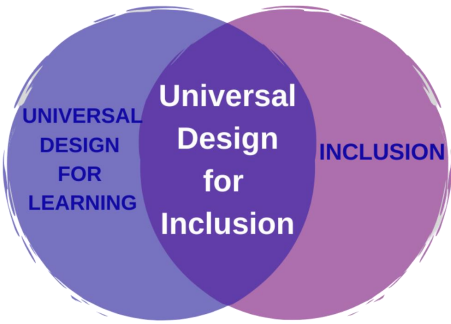 UNIVERSAL
DESIGN
FOR
LEARNING
Universal
Design
for
Inclusion
INCLUSION